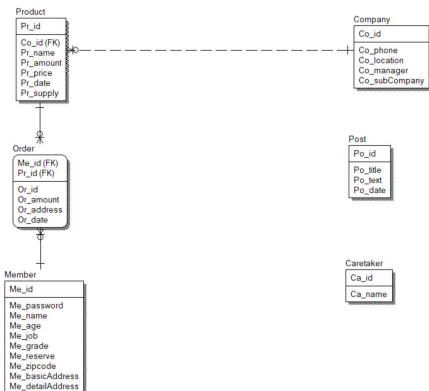 Product
Pr_id
Co_id (FK)
Pr_name
Pr_amount
Pr_price
Pr_date
Pr_supply
Company
Co_id
Co_phone
Co_location
Co_manager
Co_subCompany
Order
Me_id (FK)
Pr_id (FK)
Or_id
Or_amount
Or_address
Or_date
Post
Po_id
Po_title
Po_text
Po_date
Member
Me_id
Me_password
Me_name
Me_age
Me_job
Me_grade
Me_reserve
Me_zipcode
Me_basicAddress
Me_detailAddress
Caretaker
Ca_id
Ca_name